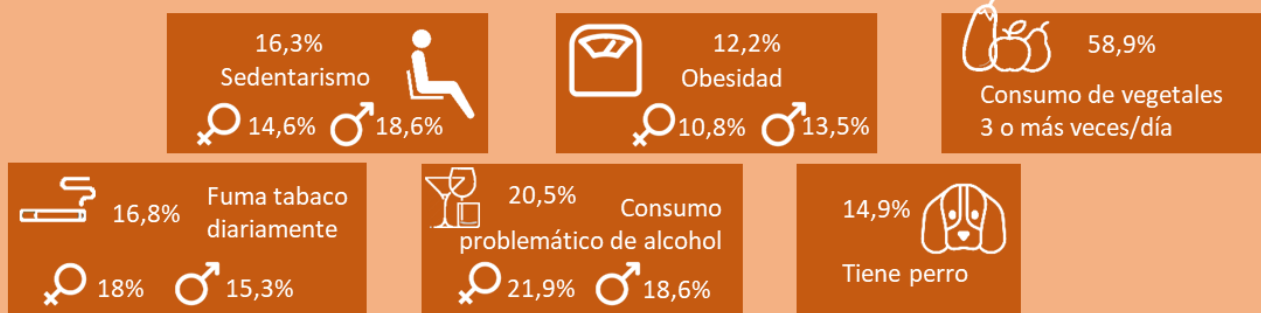 16,3%
Sedentarismo
14,6% 18,6%
12,2%
Obesidad
10,8% 13,5%
58,9%
Consumo de vegetales
3 o más veces/día
16,8% Fuma tabaco
diariamente
18% 15,3%
20,5% Consumo
problemático de alcohol
21,9% 18,6%
14,9%
Tiene perro